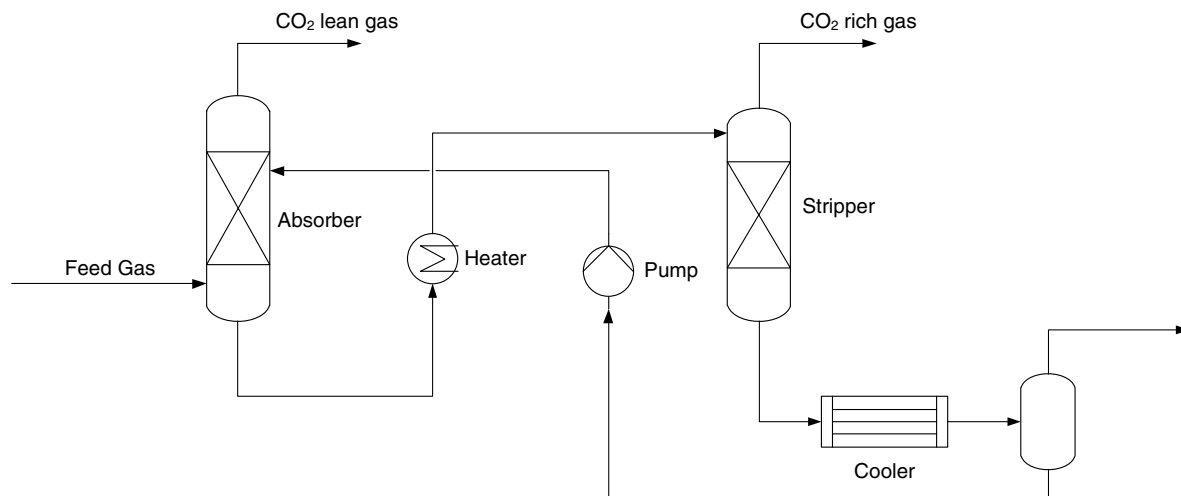 CO₂ lean gas
CO₂ rich gas
Absorber
Stripper
Heater
Feed Gas
Pump
Cooler